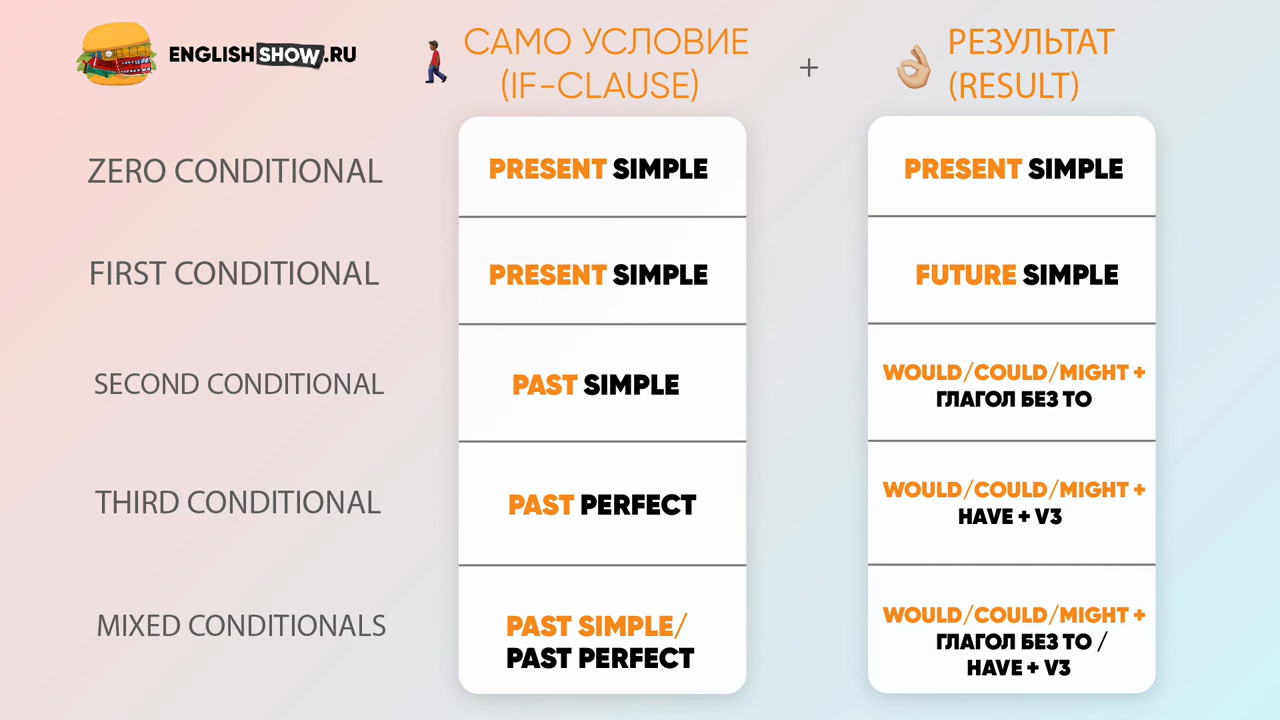 ENGLISHSHOW.RU
САМО УСЛОВИЕ
(IF-CLAUSE)
+
РЕЗУЛЬТАТ
(RESULT)
ZERO CONDITIONAL
PRESENT SIMPLE
PRESENT SIMPLE
FIRST CONDITIONAL
PRESENT SIMPLE
FUTURE SIMPLE
SECOND CONDITIONAL
PAST SIMPLE
WOULD/COULD/MIGHT +
ГЛАГОЛ БЕЗ ТО
THIRD CONDITIONAL
PAST PERFECT
WOULD/COULD/MIGHT +
HAVE + V3
MIXED CONDITIONALS
PAST SIMPLE/
PAST PERFECT
WOULD/COULD/MIGHT +
ГЛАГОЛ БЕЗ ТО /
HAVE + V3